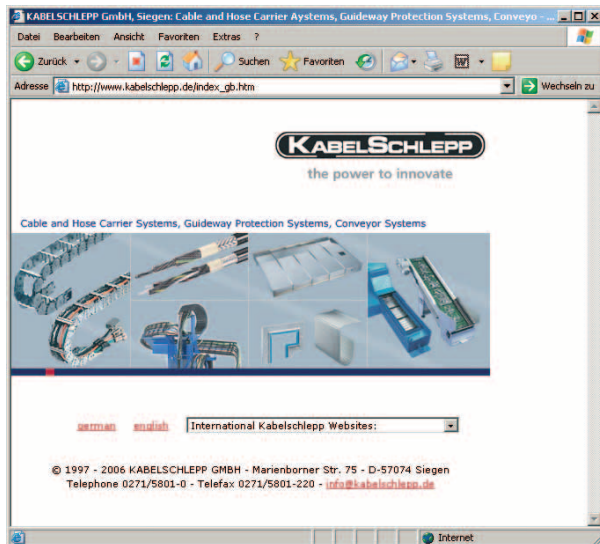 KABELSCHLEPP GmbH, Siegen: Cable and Hose Carrier Aystems, Guideway Protection Systems, Conveyo - ...
Datei Bearbeiten Ansicht Favoriten Extras ?
Zurück Suchen Favoriten
Adresse http://www.kabelschlepp.de/index_gb.htm Wechseln zu
KABELSCHLEPP
the power to innovate
Cable and Hose Carrier Systems, Guideway Protection Systems, Conveyor Systems
german english International Kabelschlepp Websites:
© 1997 - 2006 KABELSCHLEPP GMBH - Marienborner Str. 75 - D-57074 Siegen
Telephone 0271/5801-0 - Telefax 0271/5801-220 - info@kabelschlepp.de
Internet